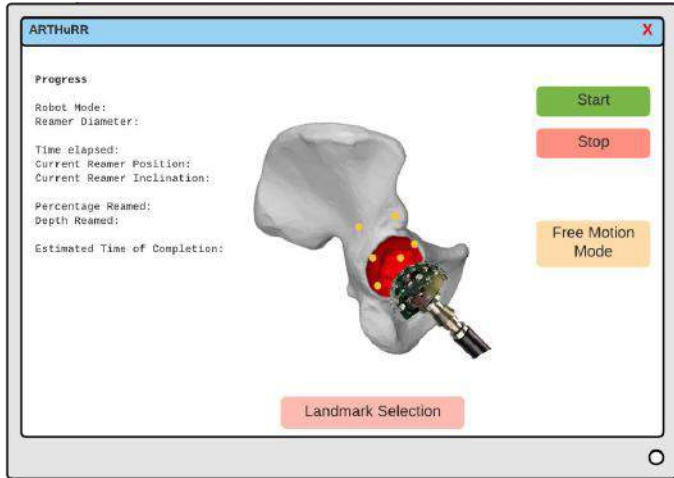 ARTHuRR
X
Progress
Robot Mode:
Reamer Diameter:
Time elapsed:
Current Reamer Position:
Current Reamer Inclination:
Percentage Reamed:
Depth Reamed:
Estimated Time of Completion:
Start
Stop
Free Motion
Mode
Landmark Selection